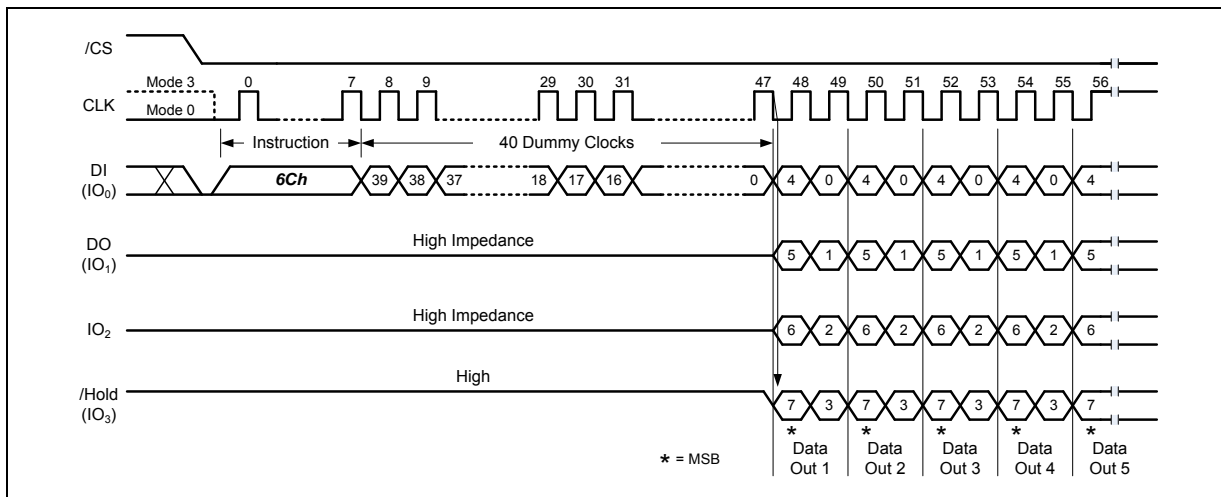 /CS
Mode 3 0 7 8 9 29 30 31 47 48 49 50 51 52 53 54 55 56
CLK
Mode 0
Instruction 40 Dummy Clocks
DI
(IO0)
6Ch 39 38 37 18 17 16 0 4 0 4 0 4 0 4 0 4
DO
(IO1)
High Impedance 5 1 5 1 5 1 5 1 5
IO2
High Impedance 6 2 6 2 6 2 6 2 6
/Hold
(IO3)
High 7 3 7 3 7 3 7 3 7
* * * * *
* = MSB
Data
Out 1
Data
Out 2
Data
Out 3
Data
Out 4
Data
Out 5